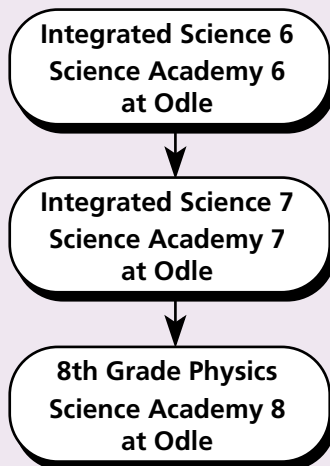 Integrated Science 6
Science Academy 6
at Odle
Integrated Science 7
Science Academy 7
at Odle
8th Grade Physics
Science Academy 8
at Odle